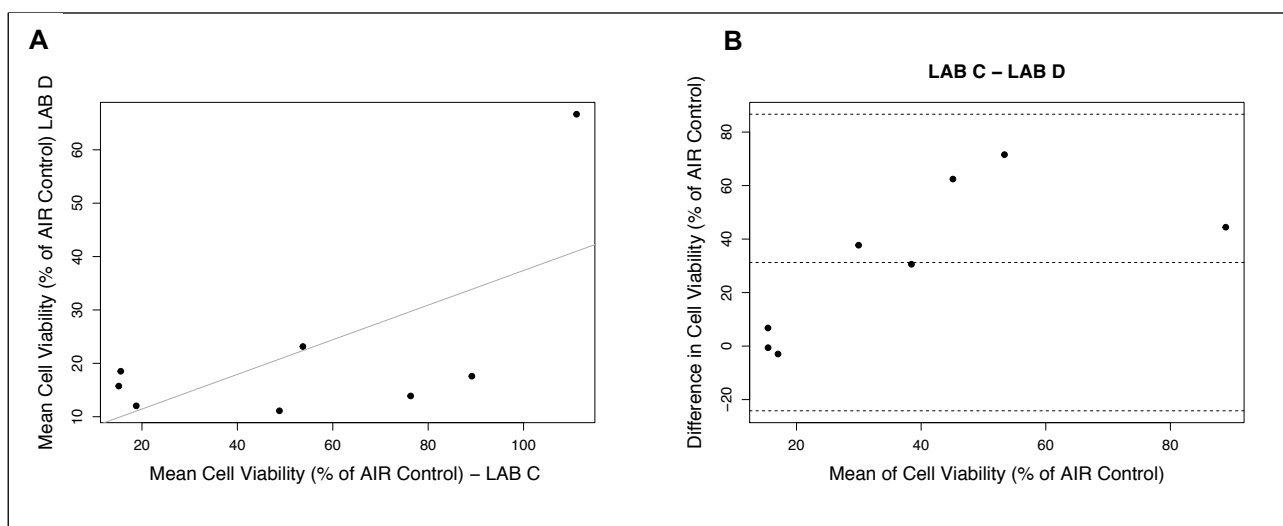 A
Mean Cell Viability (% of AIR Control) LAB D
60
50
40
30
20
10
20 40 60 80 100
Mean Cell Viability (% of AIR Control) – LAB C
B
LAB C – LAB D
Difference in Cell Viability (% of AIR Control)
80
60
40
20
0
−20
20 40 60 80
Mean of Cell Viability (% of AIR Control)